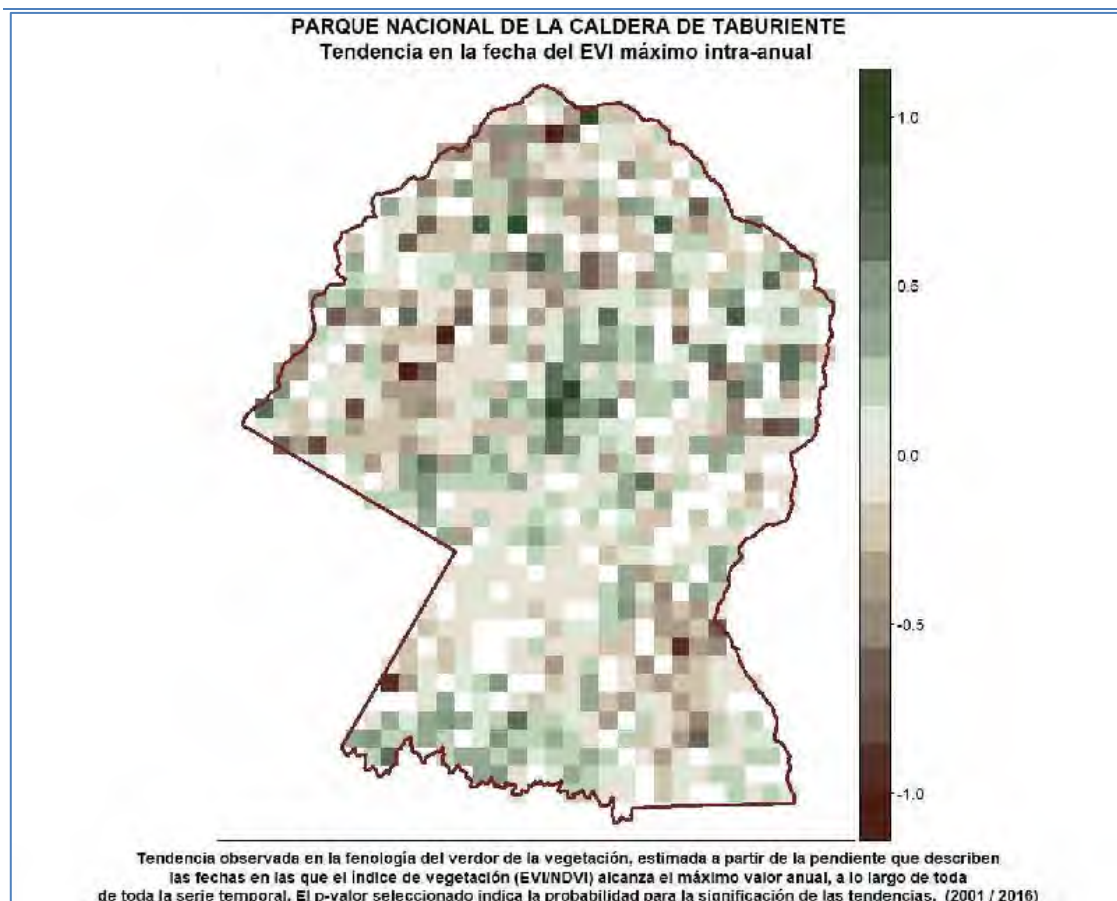 PARQUE NACIONAL DE LA CALDERA DE TABURIENTE
Tendencia en la fecha del EVI máximo intra-anual
1.0
0.5
0.0
-0.5
-1.0
Tendencia observada en la fenología del verdor de la vegetación, estimada a partir de la pendiente que describen
las fechas en las que el índice de vegetación (EVI/NDVI) alcanza el máximo valor anual, a lo largo de toda
de toda la serie temporal. El p-valor seleccionado indica la probabilidad para la significación de las tendencias. (2001 / 2016)